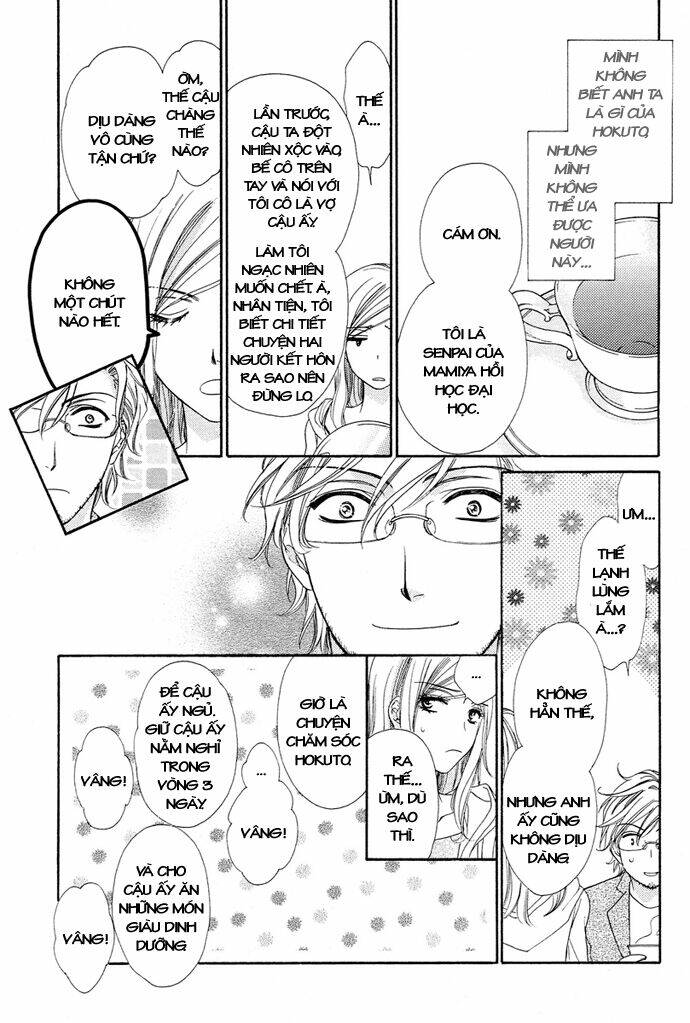 MÌNH
KHÔNG
BIẾT ANH TA
LÀ GÌ CỦA
HOKUTO.
NHƯNG
MÌNH
KHÔNG
THỂ ƯA
ĐƯỢC
NGƯỜI
NÀY...
CÁM ƠN.
TÔI LÀ
SENPAI CỦA
MAMIYA HỒI
HỌC ĐẠI
HỌC.
THẾ
À...
LẦN TRƯỚC,
CẬU TA ĐỘT
NHIÊN XỘC VÀO,
BẾ CÔ TRÊN
TAY VÀ NÓI VỚI
TÔI CÔ LÀ VỢ
CẬU ẤY.
LÀM TÔI
NGẠC NHIÊN
MUỐN CHẾT. À,
NHÂN TIỆN, TÔI
BIẾT CHI TIẾT
CHUYỆN HAI
NGƯỜI KẾT HÔN
RA SAO NÊN
ĐỪNG LO.
ỜM,
THẾ CẬU
CHÀNG
THẾ
NÀO?
DỊU DÀNG
VÔ CÙNG
TẬN CHỨ?
KHÔNG
MỘT CHÚT
NÀO HẾT.
ƯM...
THẾ
LẠNH
LÙNG
LẮM
À...?
KHÔNG
HẲN THẾ,
NHƯNG ANH
ẤY CŨNG
KHÔNG DỊU
DÀNG
...
RA
THẾ...
ỪM, DÙ
SAO
THÌ.
GIỜ LÀ
CHUYỆN
CHĂM SÓC
HOKUTO.
...
VÂNG!
ĐỂ CẬU
ẤY NGỦ.
GIỮ CẬU ẤY
NẰM NGHỈ
TRONG
VÒNG 3
NGÀY.
VÂNG!
VÀ CHO
CẬU ẤY ĂN
NHỮNG MÓN
GIÀU DINH
DƯỠNG
VÂNG!